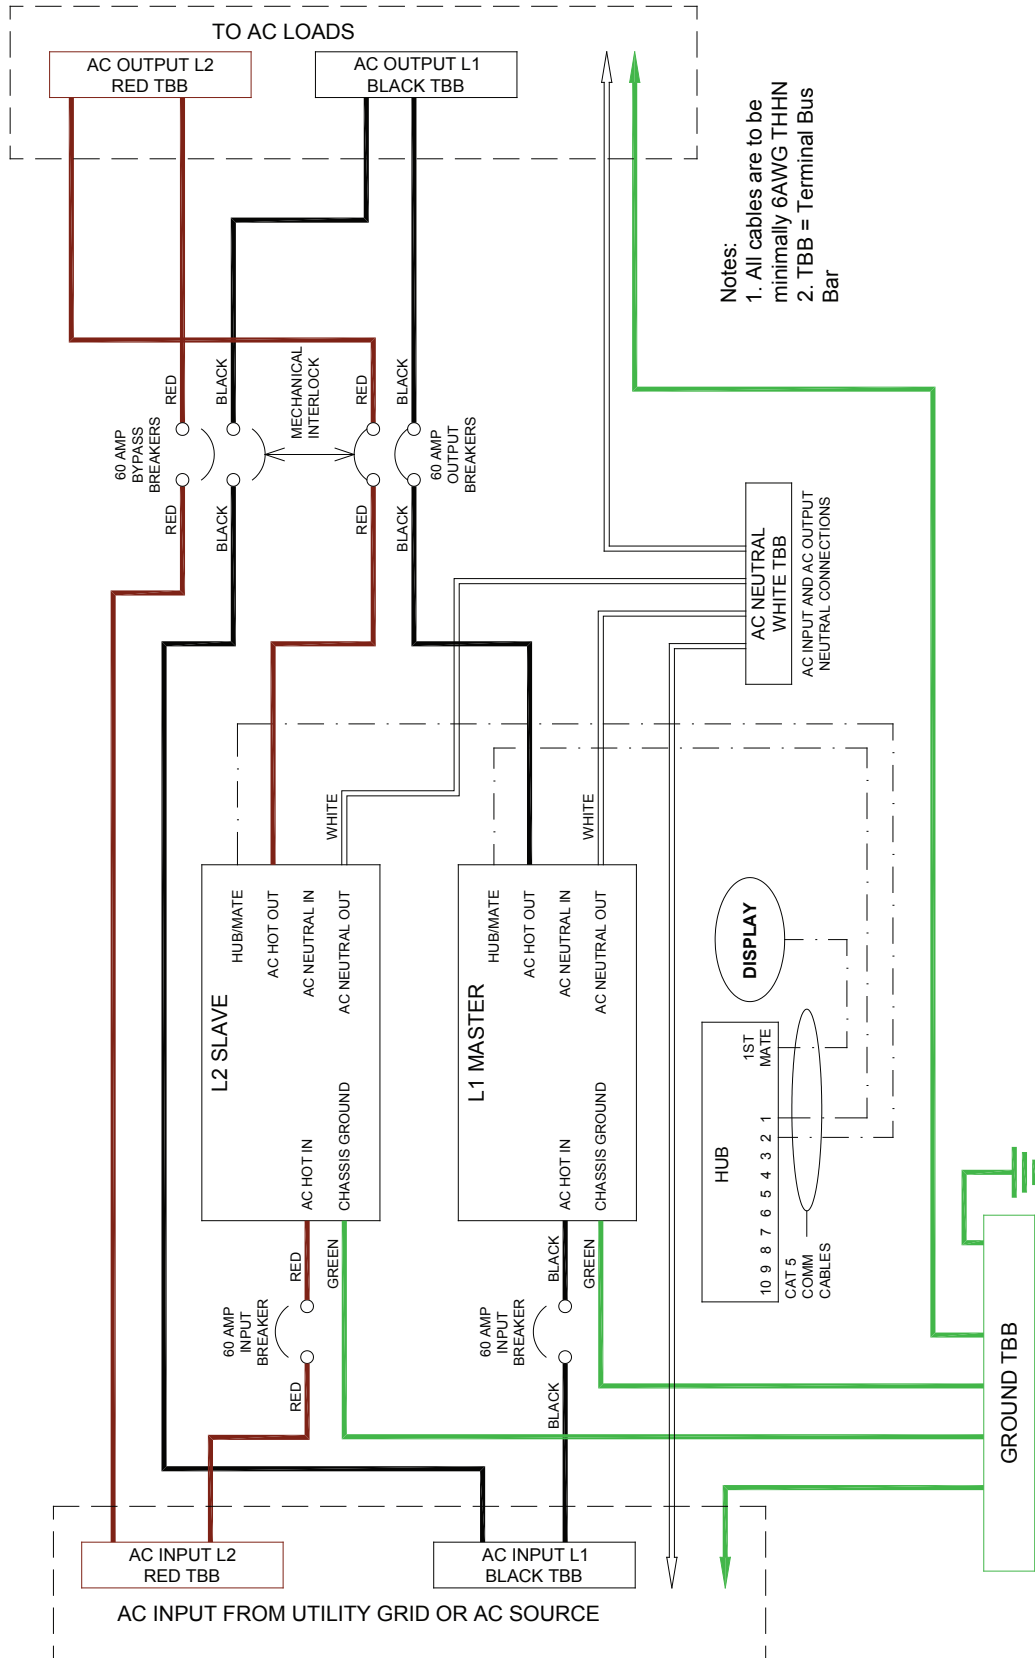 TO AC LOADS
AC OUTPUT L2
RED TBB
AC OUTPUT L1
BLACK TBB
Notes:
1. All cables are to be
minimally 6AWG THHN
2. TBB = Terminal Bus
Bar
60 AMP
BYPASS
BREAKERS
RED
BLACK
MECHANICAL
INTERLOCK
RED
BLACK
60 AMP
OUTPUT
BREAKERS
RED
BLACK
RED
BLACK
AC NEUTRAL
WHITE TBB
AC INPUT AND AC OUTPUT
NEUTRAL CONNECTIONS
WHITE
WHITE
L2 SLAVE
HUB/MATE
AC HOT OUT
AC NEUTRAL IN
AC NEUTRAL OUT
AC HOT IN
CHASSIS GROUND
L1 MASTER
HUB/MATE
AC HOT OUT
AC NEUTRAL IN
AC NEUTRAL OUT
AC HOT IN
CHASSIS GROUND
DISPLAY
HUB
1ST
MATE
10 9 8 7 6 5 4 3 2 1
CAT 5
COMM
CABLES
RED
GREEN
60 AMP
INPUT
BREAKER
RED
BLACK
GREEN
60 AMP
INPUT
BREAKER
BLACK
GROUND TBB
AC INPUT L2
RED TBB
AC INPUT L1
BLACK TBB
AC INPUT FROM UTILITY GRID OR AC SOURCE